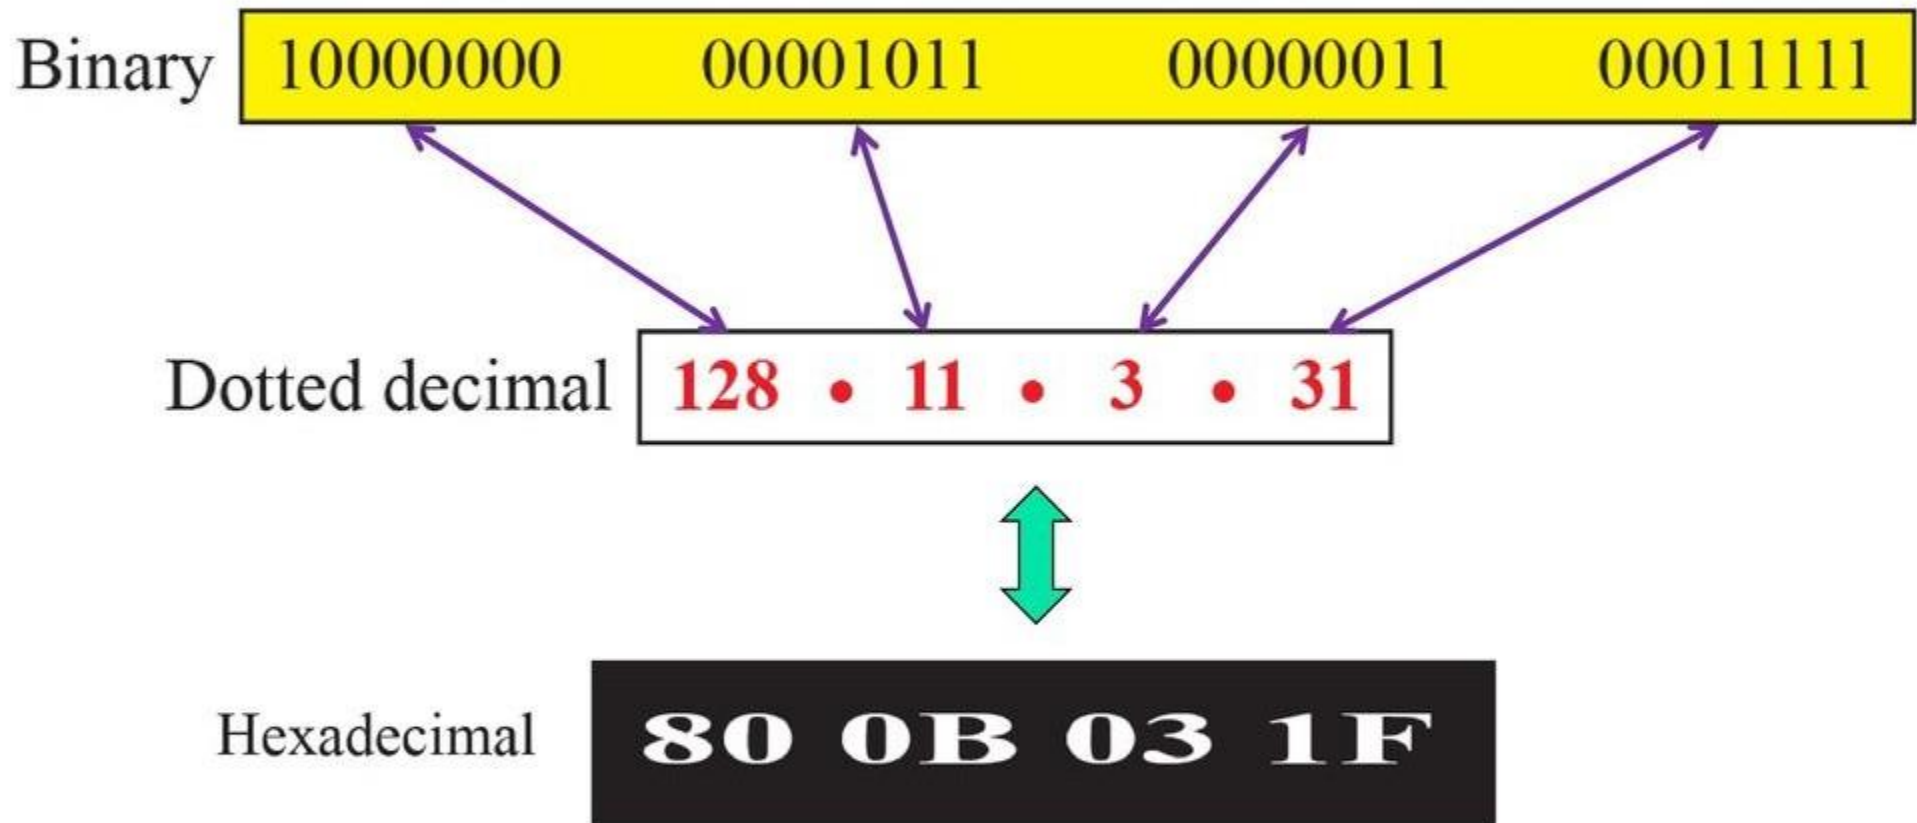 Binary 10000000 00001011 00000011 00011111
Dotted decimal 128 • 11 • 3 • 31
Hexadecimal 80 0B 03 1F